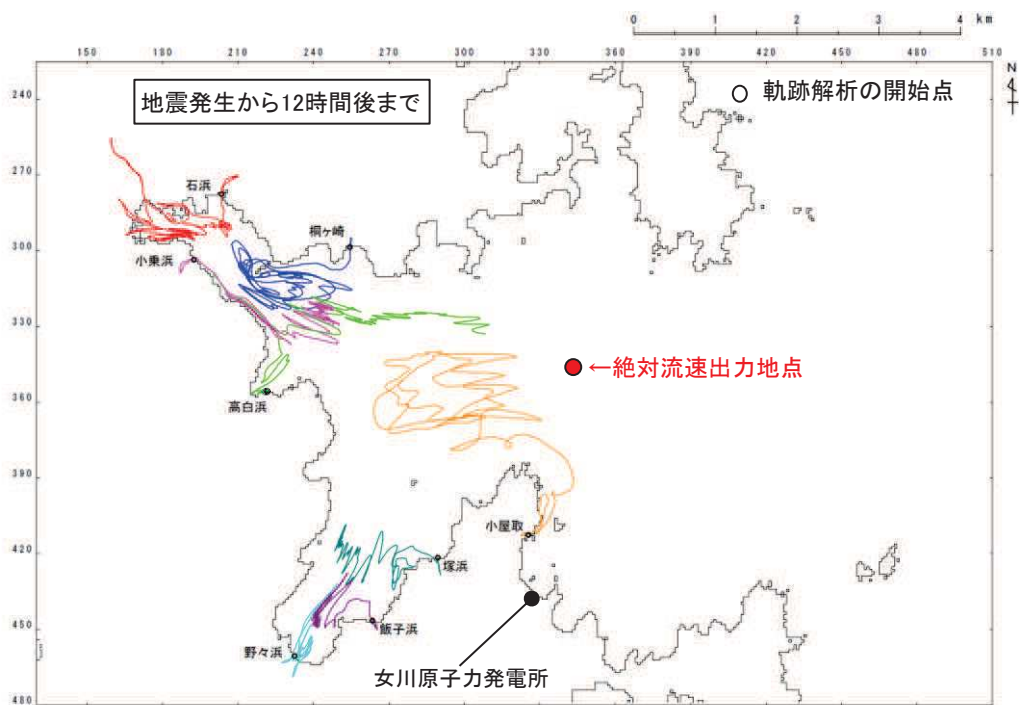 0 1 2 3 4 km
150 180 210 240 270 300 330 360 390 420 450 480 510
N
240
270
300
330
360
390
420
450
480
地震発生から12時間後まで
軌跡解析の開始点
石浜
桐ヶ崎
小乗浜
←絶対流速出力地点
高白浜
小屋取
塚浜
飯子浜
野々浜
女川原子力発電所